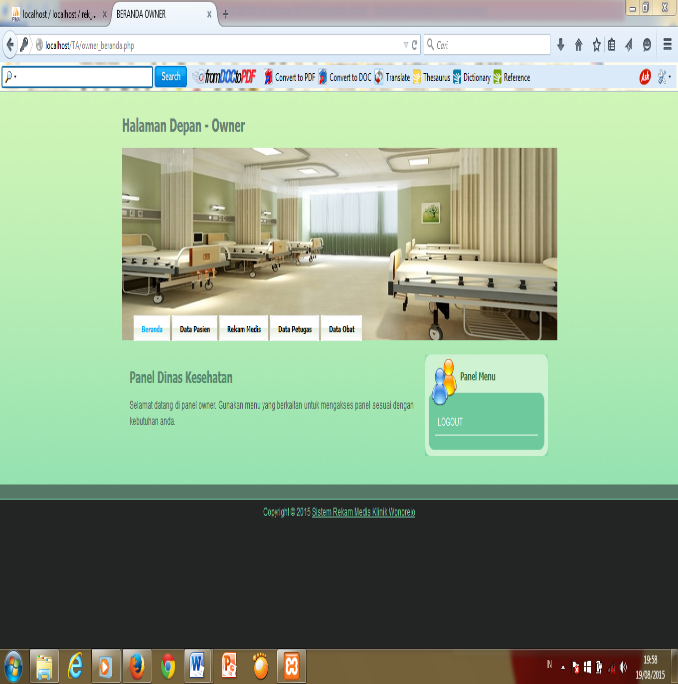 localhost / localhost / rek_
BERANDA OWNER
localhost/TA/owner_beranda.php
Cari
Search
fromDOCtoPDF
Convert to PDF
Convert to DOC
Translate
Thesaurus
Dictionary
Reference
Ask
Halaman Depan - Owner
Beranda
Data Pasien
Rekam Medis
Data Petugas
Data Obat
Panel Dinas Kesehatan
Selamat datang di panel owner. Gunakan menu yang berkaitan untuk mengakses panel sesuai dengan
kebutuhan anda.
Panel Menu
LOGOUT
Copyright © 2015 Sistem Rekam Medis Klinik Wonorejo
IN
19:58
19/08/2015